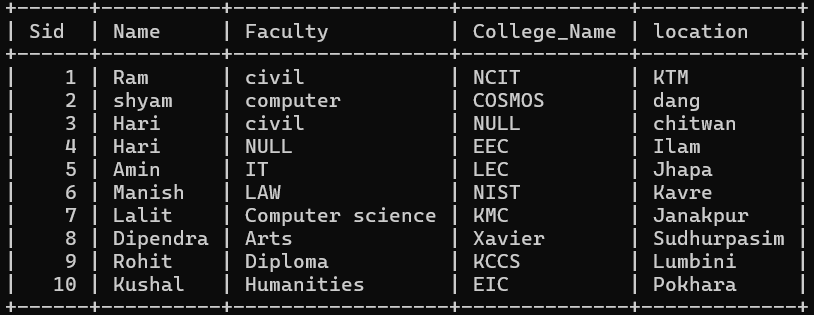 +------+----------+------------------+--------------+-------------+
| Sid  | Name     | Faculty          | College_Name | location    |
+------+----------+------------------+--------------+-------------+
|    1 | Ram      | civil            | NCIT         | KTM         |
|    2 | shyam    | computer         | COSMOS       | dang        |
|    3 | Hari     | civil            | NULL         | chitwan     |
|    4 | Hari     | NULL             | EEC          | Ilam        |
|    5 | Amin     | IT               | LEC          | Jhapa       |
|    6 | Manish   | LAW              | NIST         | Kavre       |
|    7 | Lalit    | Computer science | KMC          | Janakpur    |
|    8 | Dipendra | Arts             | Xavier       | Sudhurpasim |
|    9 | Rohit    | Diploma          | KCCS         | Lumbini     |
|   10 | Kushal   | Humanities       | EIC          | Pokhara     |
+------+----------+------------------+--------------+-------------+